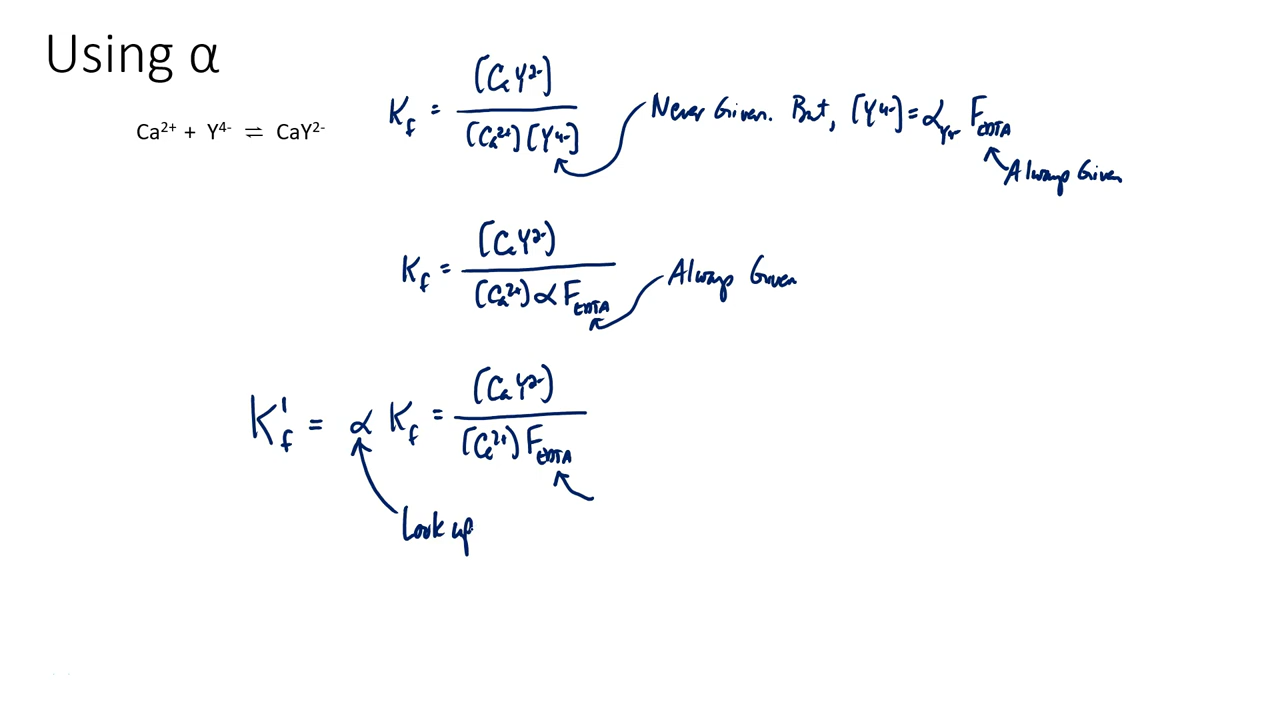 Using α
Ca²⁺ + Y⁴⁻ ⇌ CaY²⁻
K_f = [CaY²⁻] / [Ca²⁺][Y⁴⁻]
Never Given. But, [Y⁴⁻] = α_Y⁴⁻ F_EDTA
Always Given
K_f = [CaY²⁻] / [Ca²⁺] α F_EDTA
Always Given
K'_f = α K_f = [CaY²⁻] / [Ca²⁺] F_EDTA
Look up